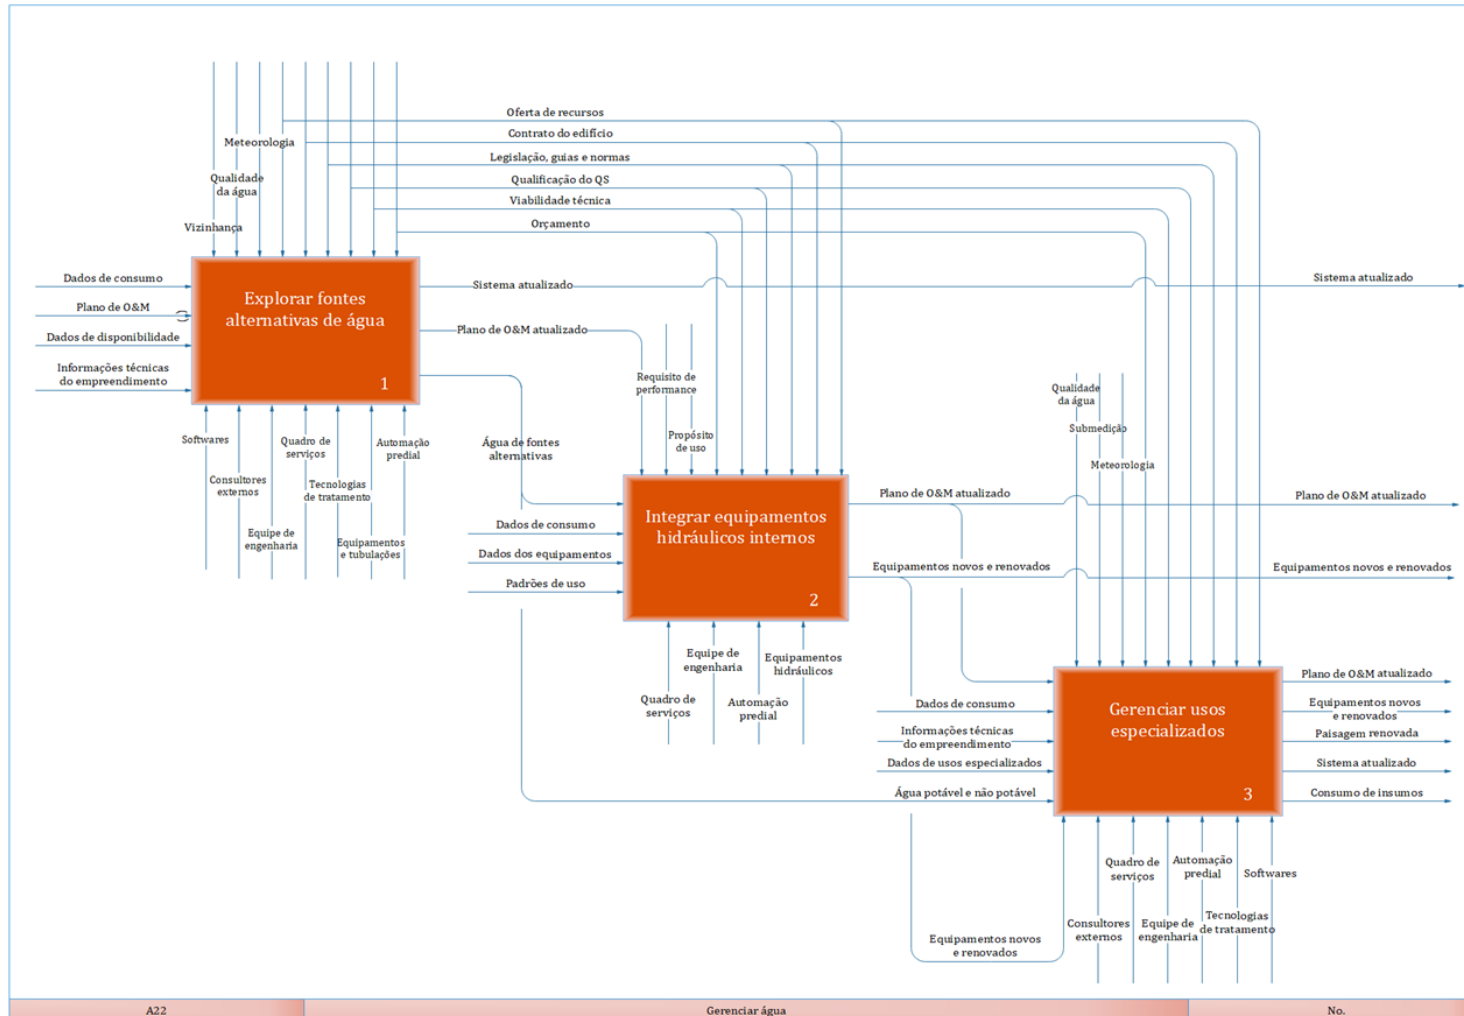 Oferta de recursos
Contrato do edifício
Meteorologia
Legislação, guias e normas
Qualidade
da água
Qualificação do QS
Viabilidade técnica
Vizinhança
Orçamento
Dados de consumo
Plano de O&M
Dados de disponibilidade
Informações técnicas
do empreendimento
Explorar fontes
alternativas de água
1
Sistema atualizado
Sistema atualizado
Plano de O&M atualizado
Softwares
Consultores
externos
Equipe de
engenharia
Quadro de
serviços
Tecnologias
de tratamento
Equipamentos
e tubulações
Automação
predial
Água de fontes
alternativas
Requisito de
performance
Propósito
de uso
Qualidade
da água
Submedição
Meteorologia
Dados de consumo
Dados dos equipamentos
Padrões de uso
Integrar equipamentos
hidráulicos internos
2
Plano de O&M atualizado
Plano de O&M atualizado
Equipamentos novos e renovados
Equipamentos novos e renovados
Quadro de
serviços
Equipe de
engenharia
Automação
predial
Equipamentos
hidráulicos
Dados de consumo
Informações técnicas
do empreendimento
Dados de usos especializados
Água potável e não potável
Gerenciar usos
especializados
3
Plano de O&M atualizado
Equipamentos novos
e renovados
Paisagem renovada
Sistema atualizado
Consumo de insumos
Equipamentos novos
e renovados
Consultores
externos
Quadro de
serviços
Equipe de
engenharia
Automação
predial
Tecnologias
de tratamento
Softwares
A22
Gerenciar água
No.